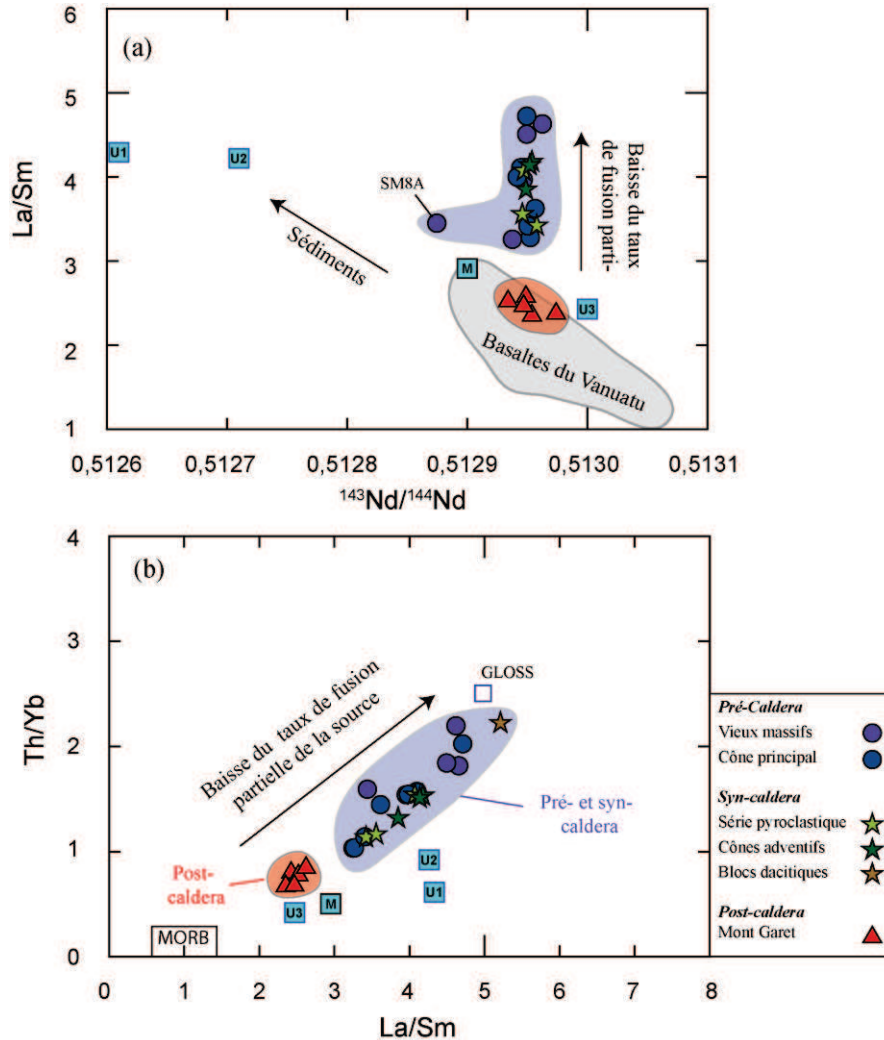 6
(a)
5
U1
U2
4
SM8A
Baisse du taux
de fusion parti-
Sédiments
3
M
U3
2
Basaltes du Vanuatu
1
La/Sm
0,5126
0,5127
0,5128
0,5129
0,5130
0,5131
143Nd/144Nd
4
(b)
3
GLOSS
Baisse du taux de fusion
partielle de la source
2
Pré- et syn-
caldera
1
Post-
caldera
U2
U1
U3
M
MORB
0
Th/Yb
0
1
2
3
4
5
6
7
8
La/Sm
Pré-Caldera
Vieux massifs
Cône principal
Syn-caldera
Série pyroclastique
Cônes adventifs
Blocs dacitiques
Post-caldera
Mont Garet